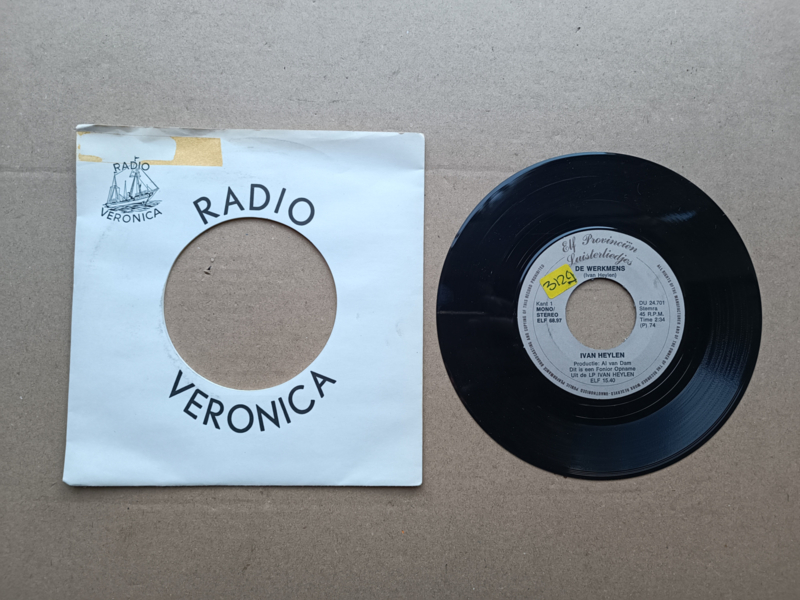 RADIO
VERONICA
RADIO
VERONICA
Elf Provinciën
Luisterliedjes
DE WERKMENS
(Ivan Heylen)
3129
Kant 1
MONO/
STEREO
ELF 68.97
DU 24.701
Stemra
45 R.P.M.
Time 2:34
(P) 74
IVAN HEYLEN
Produktie: Al van Dam
Dit is een Fonior Opname
Uit de LP IVAN HEYLEN
ELF 15.40